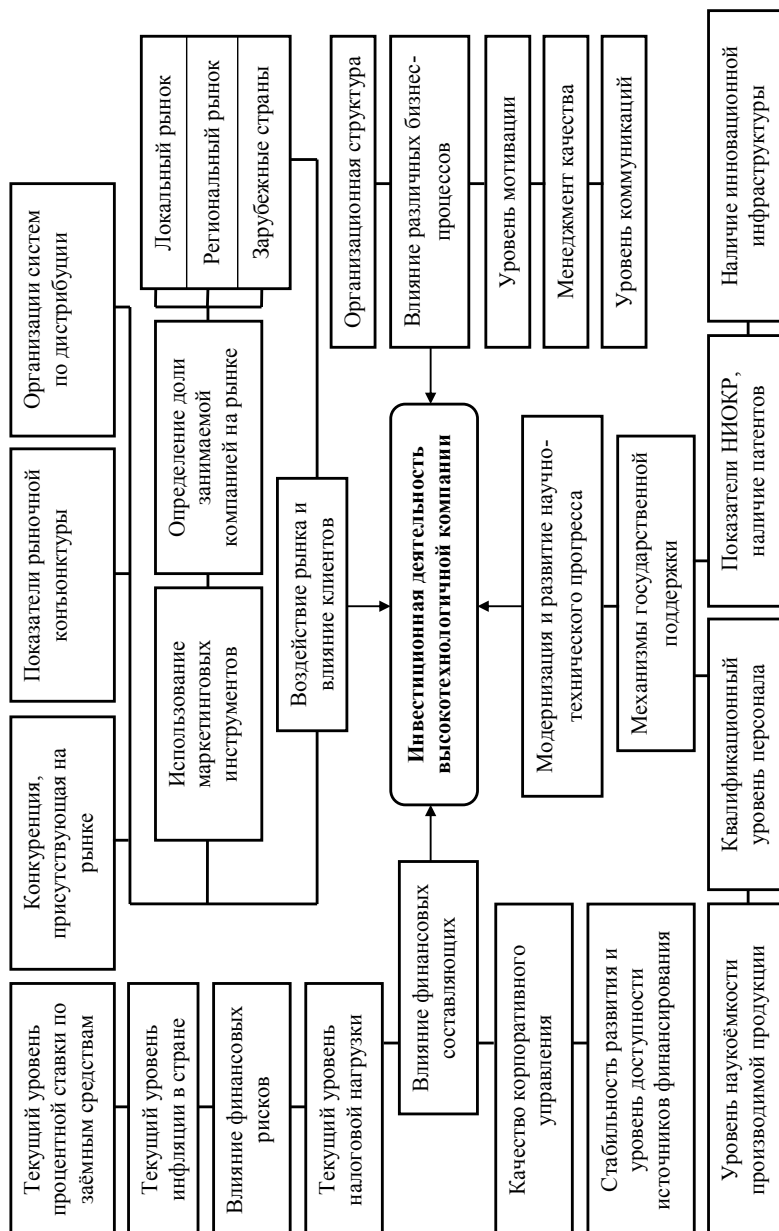 Текущий уровень
процентной ставки по
заёмным средствам
Конкуренция,
присутствующая на
рынке
Показатели рыночной
конъюнктуры
Организации систем
по дистрибуции
Текущий уровень
инфляции в стране
Использование
маркетинговых
инструментов
Определение доли
занимаемой
компанией на рынке
Локальный рынок
Региональный рынок
Зарубежные страны
Влияние финансовых
рисков
Текущий уровень
налоговой нагрузки
Воздействие рынка и
влияние клиентов
Организационная структура
Влияние финансовых
составляющих
Инвестиционная деятельность
высокотехнологичной компании
Влияние различных бизнес-
процессов
Качество корпоративного
управления
Модернизация и развитие научно-
технического прогресса
Уровень мотивации
Менеджмент качества
Стабильность развития и
уровень доступности
источников финансирования
Механизмы государственной
поддержки
Уровень коммуникаций
Уровень наукоёмкости
производимой продукции
Квалификационный
уровень персонала
Показатели НИОКР,
наличие патентов
Наличие инновационной
инфраструктуры